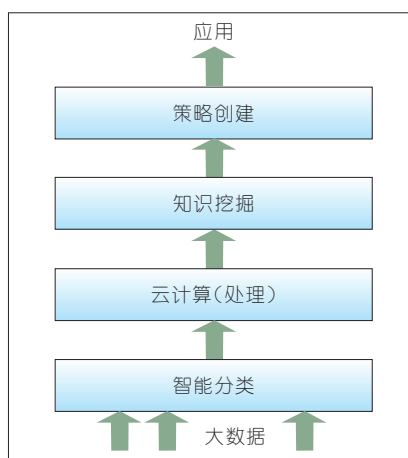 应用
策略创建
知识挖掘
云计算(处理)
智能分类
大数据